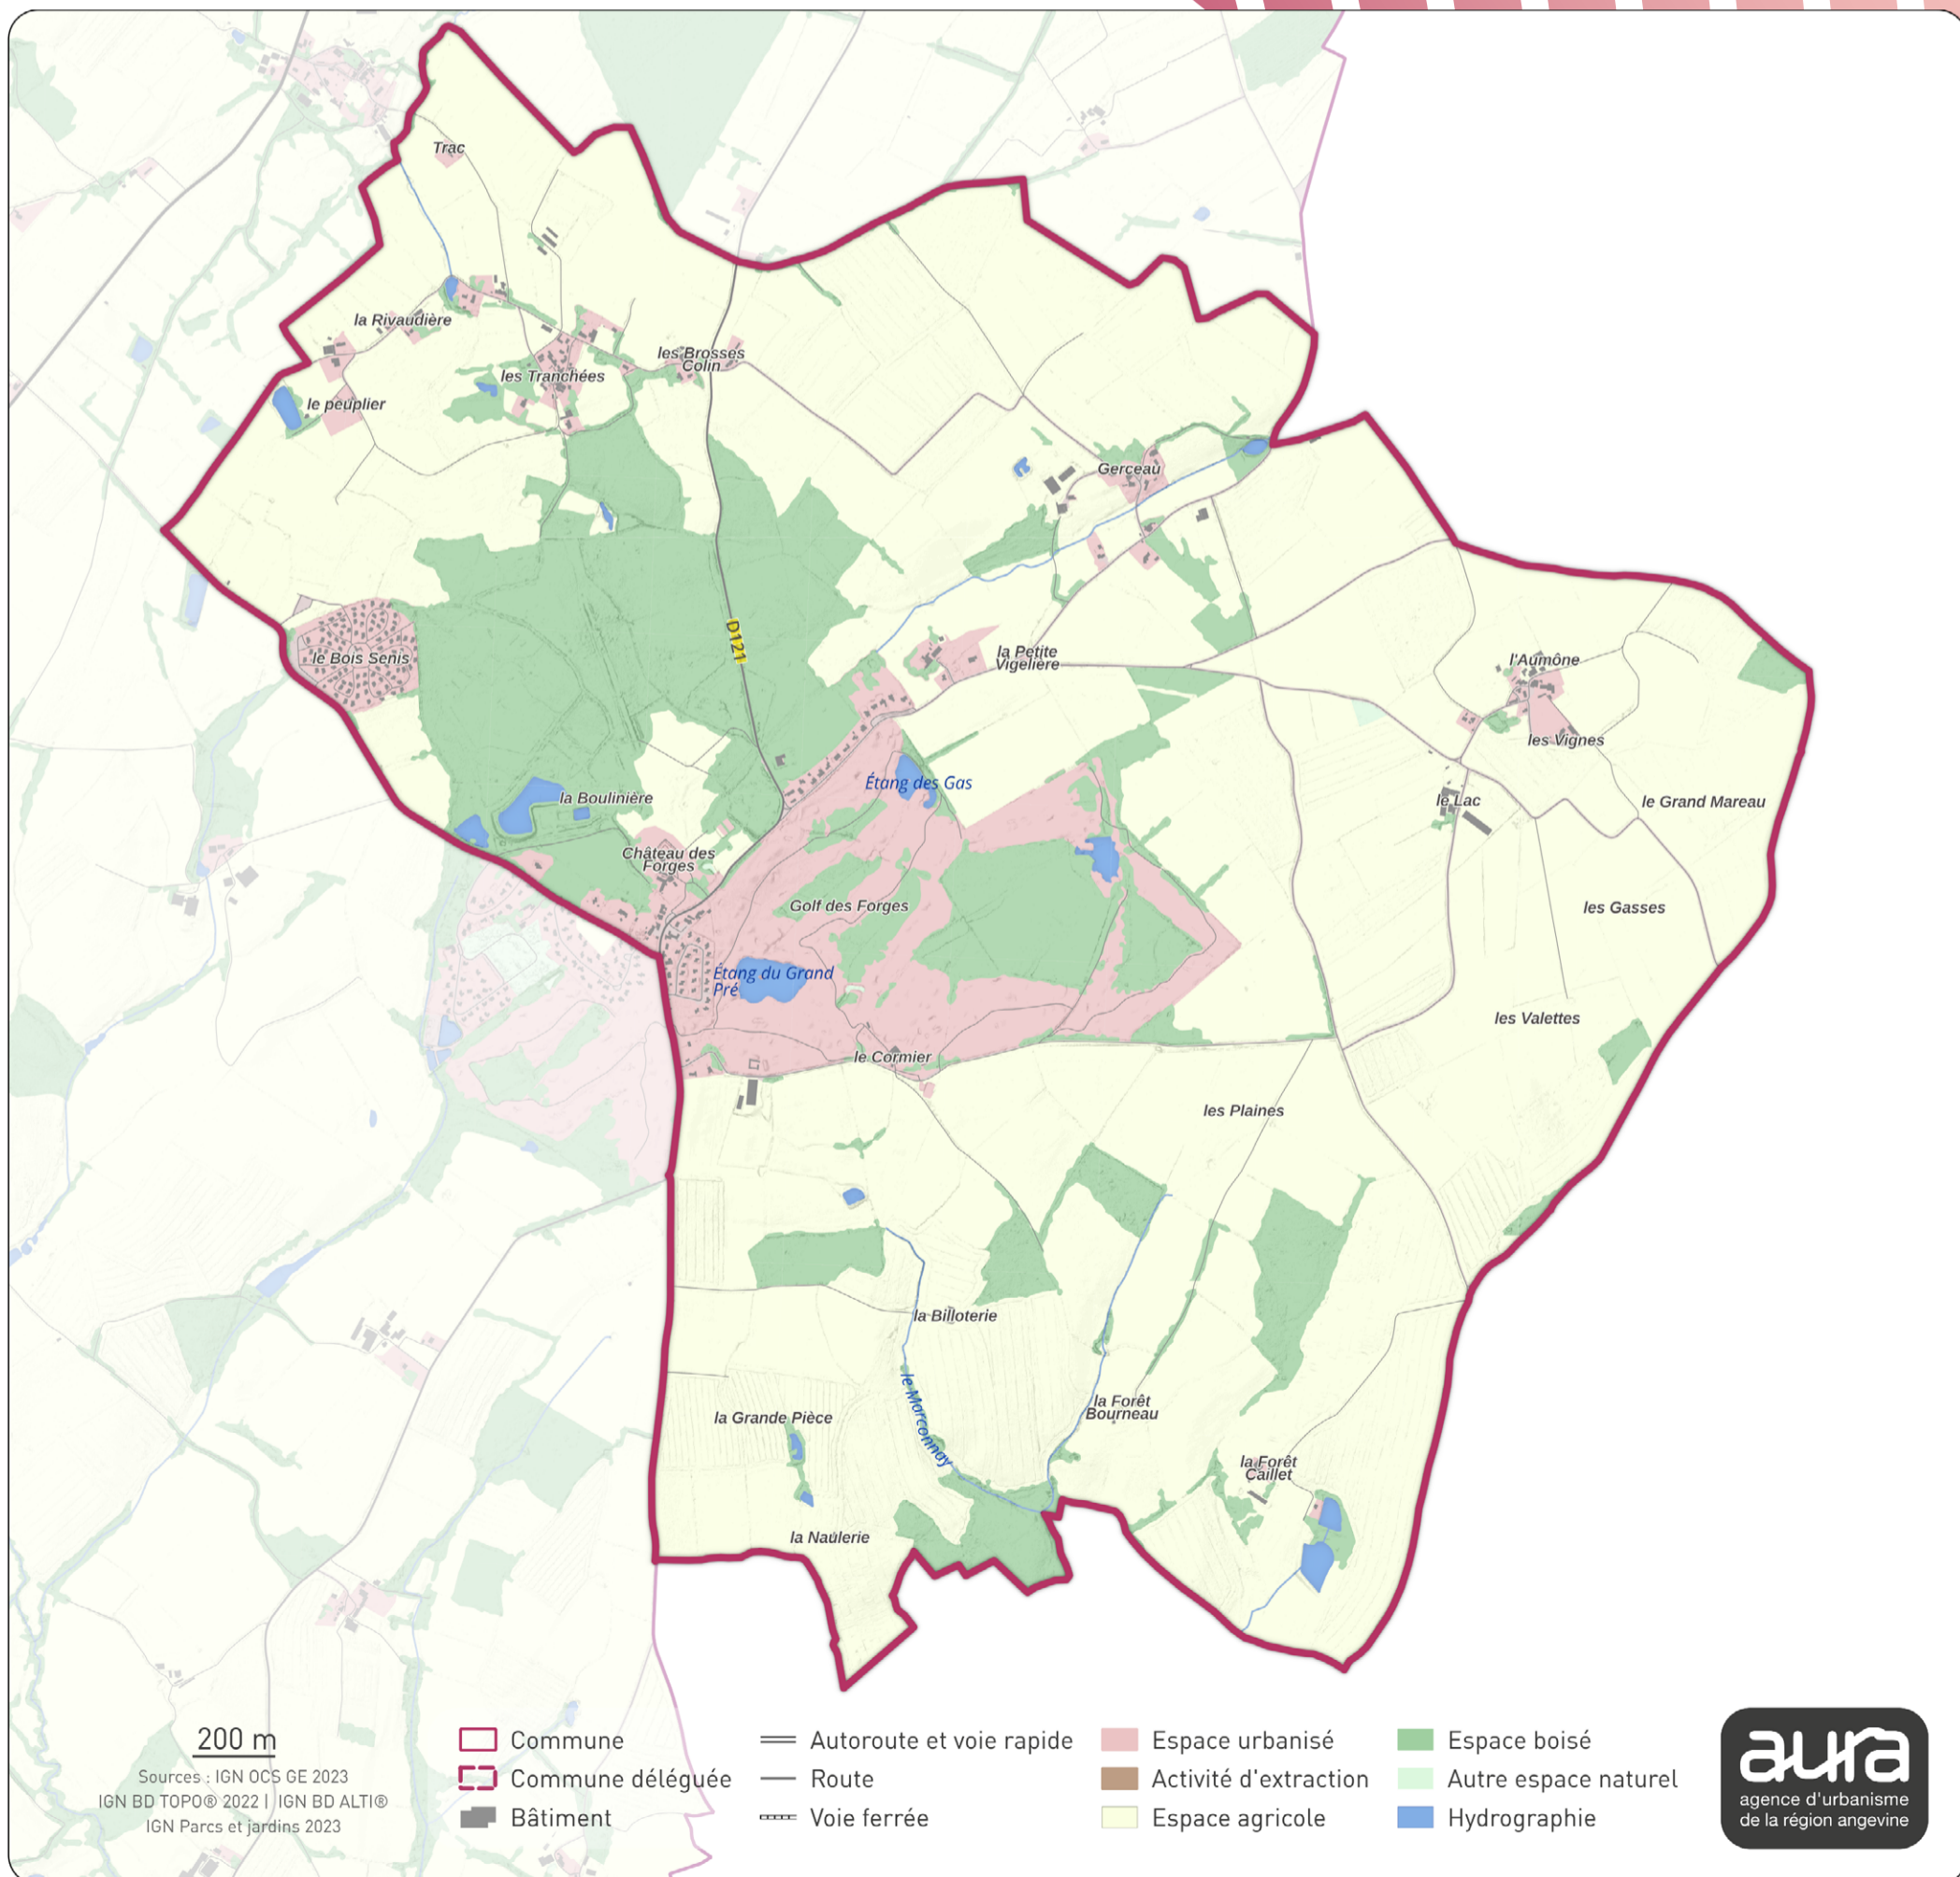 Trac
la Rivaudière
les Brosses
Colin
les Tranchées
le peuplier
Gerceau
D121
le Bois Senis
la Petite
Vigelière
l'Aumône
les Vignes
Étang des Gas
la Boulinière
le Lac
le Grand Mareau
Château des
Forges
Golf des Forges
les Gasses
Étang du Grand
Pré
les Valettes
le Cormier
les Plaines
la Billoterie
le Marconnay
la Forêt
Bourneau
la Grande Pièce
la Forêt
Caillet
la Naulerie
200 m
Sources : IGN OCS GE 2023
IGN BD TOPO® 2022 | IGN BD ALTI®
IGN Parcs et jardins 2023
Commune
Commune déléguée
Bâtiment
Autoroute et voie rapide
Route
Voie ferrée
Espace urbanisé
Activité d'extraction
Espace agricole
Espace boisé
Autre espace naturel
Hydrographie
aura
agence d'urbanisme
de la région angevine